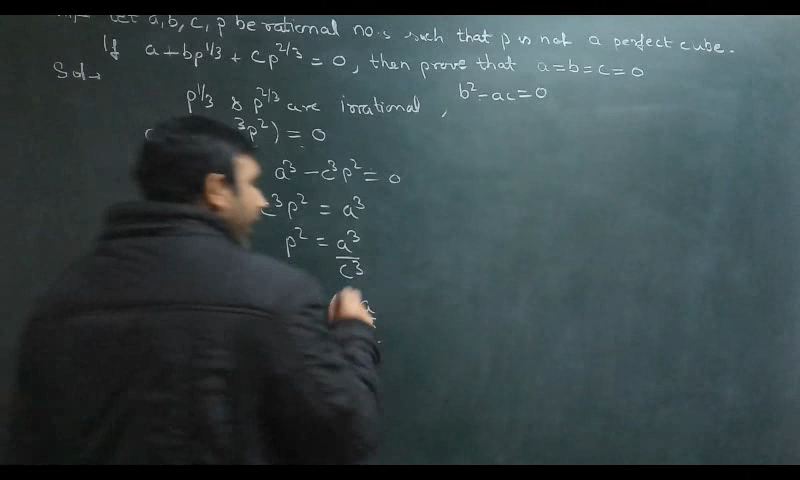 let a, b, c, p be rational no.s such that p is not a perfect cube.
If a + bp^1/3 + cp^2/3 = 0, then prove that a = b = c = 0
Sol→
p^1/3 & p^2/3 are irrational, b² - ac = 0
³p²) = 0
a³ - c³p² = 0
c³p² = a³
p² = a³/c³
a